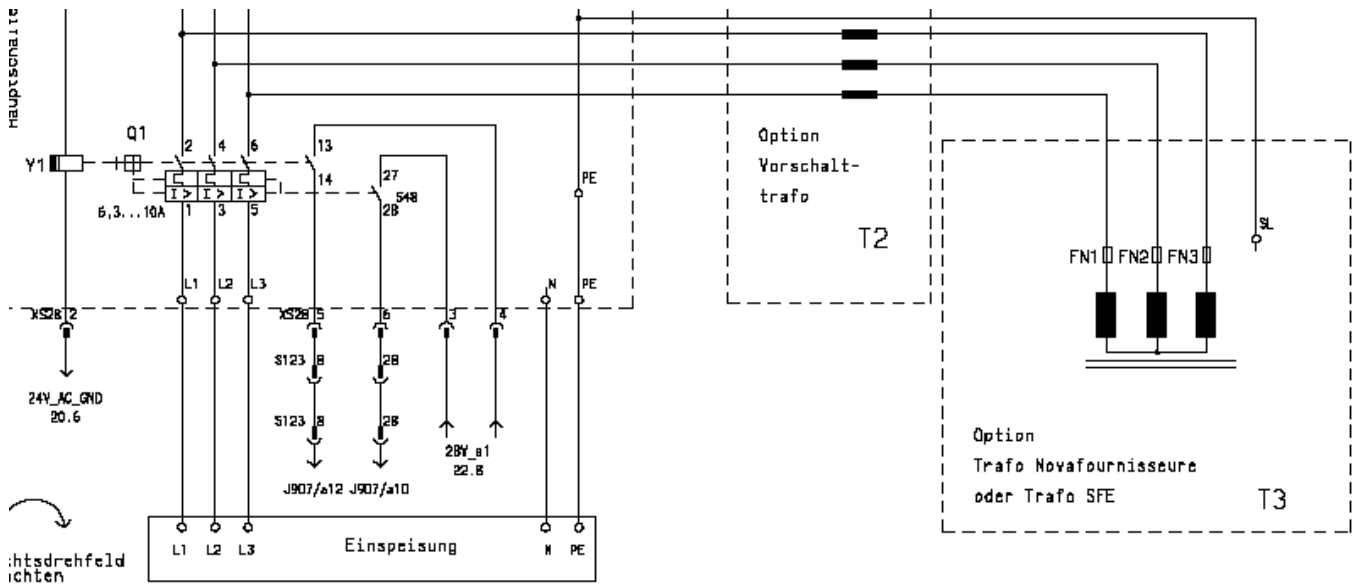 Q1
2 4 6
13
Y1
14
27
548
28
6,3...10A
I > I > I >
1 3 5
PE
Option
Vorschalt-
trafo
T2
SL
FN1 FN2 FN3
L1 L2 L3
N PE
XS28 2
XS28 5 6 3 4
S123 8 28
24V_AC_GND
20.6
S123 8 28
28V_a1
22.8
J907/a12 J907/a10
Option
Trafo Novafournisseure
oder Trafo SFE
T3
Einspeisung
L1 L2 L3 N PE